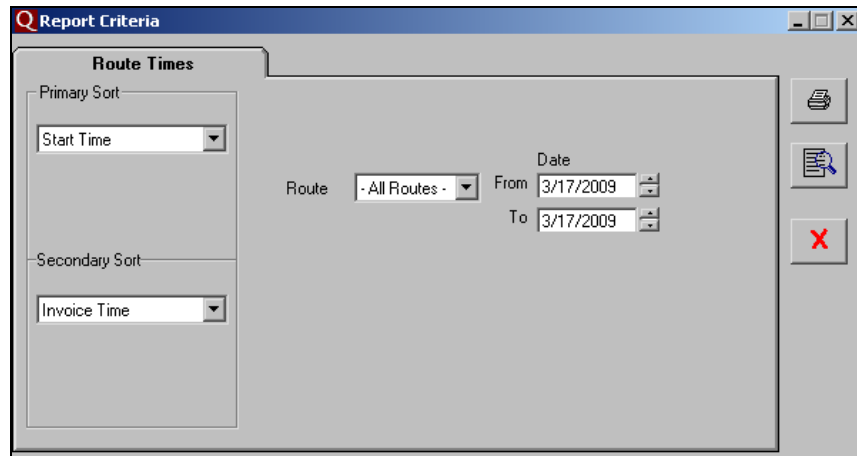 Q Report Criteria
Route Times
Primary Sort
Start Time
Secondary Sort
Invoice Time
Route - All Routes -
Date
From 3/17/2009
To 3/17/2009
X